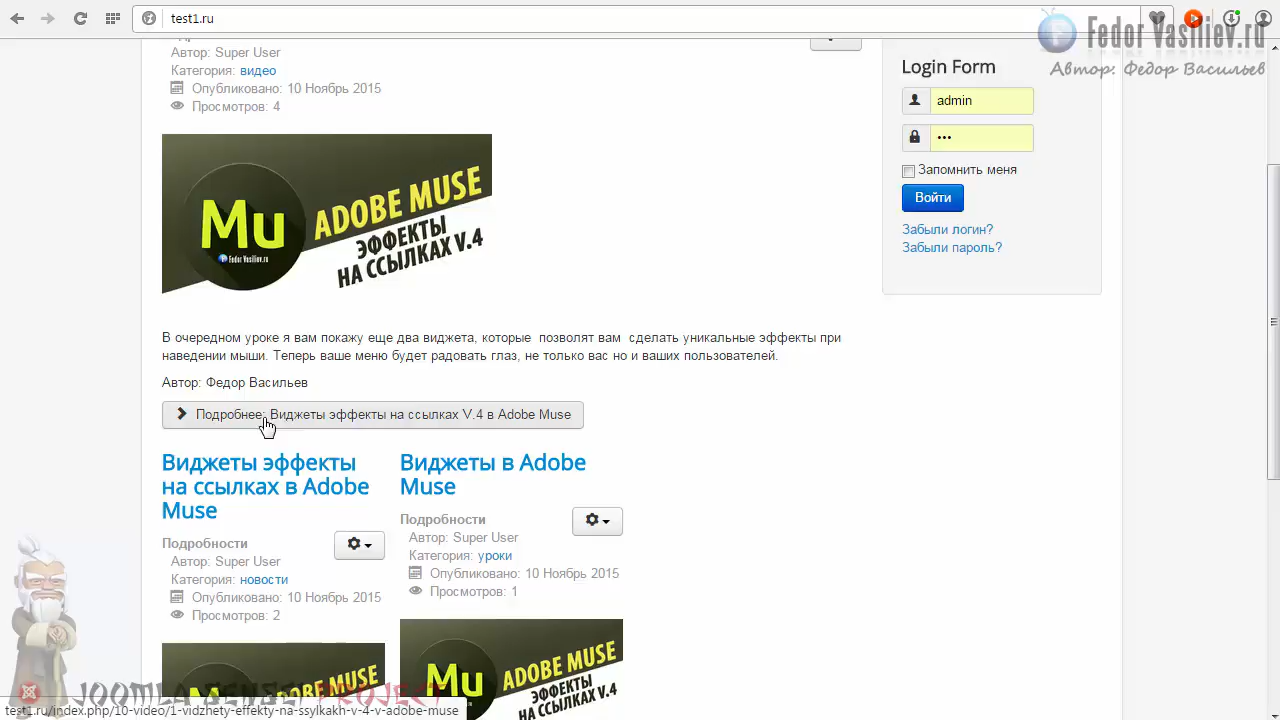 test1.ru
Fedor Vasiliev.ru
Автор: Федор Васильев
Автор: Super User
Категория: видео
Опубликовано: 10 Ноябрь 2015
Просмотров: 4
Login Form
admin
•••
Запомнить меня
Войти
Забыли логин?
Забыли пароль?
Mu
Fedor Vasiliev.ru
ADOBE MUSE
ЭФФЕКТЫ
НА ССЫЛКАХ V.4
В очередном уроке я вам покажу еще два виджета, которые позволят вам сделать уникальные эффекты при
наведении мыши. Теперь ваше меню будет радовать глаз, не только вас но и ваших пользователей.
Автор: Федор Васильев
Подробнее: Виджеты эффекты на ссылках V.4 в Adobe Muse
Виджеты эффекты
на ссылках в Adobe
Muse
Подробности
Автор: Super User
Категория: новости
Опубликовано: 10 Ноябрь 2015
Просмотров: 2
ADOBE MUSE
Виджеты в Adobe
Muse
Подробности
Автор: Super User
Категория: уроки
Опубликовано: 10 Ноябрь 2015
Просмотров: 1
Mu
ADOBE MUSE
ЭФФЕКТЫ
НА ССЫЛКАХ V.4
JOOMLA SENSEI PROJECT
test1.ru/index.php/10-video/1-vidzhety-effekty-na-ssylkakh-v-4-v-adobe-muse